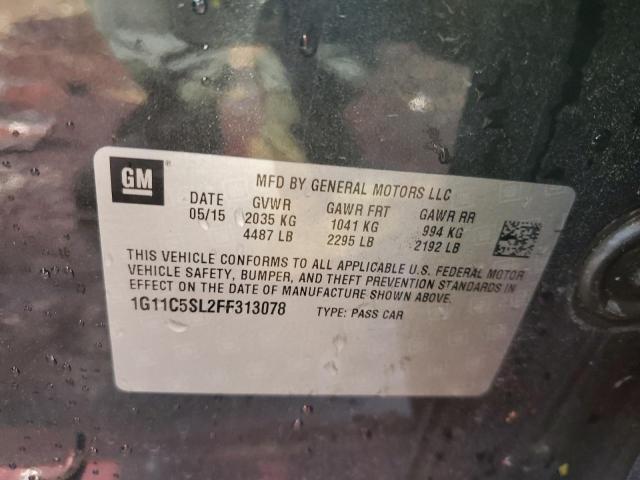 GM ®
MFD BY GENERAL MOTORS LLC
DATE GVWR GAWR FRT GAWR RR
05/15 2035 KG 1041 KG 994 KG
4487 LB 2295 LB 2192 LB
THIS VEHICLE CONFORMS TO ALL APPLICABLE U.S. FEDERAL MOTOR
VEHICLE SAFETY, BUMPER, AND THEFT PREVENTION STANDARDS IN
EFFECT ON THE DATE OF MANUFACTURE SHOWN ABOVE.
1G11C5SL2FF313078 TYPE: PASS CAR